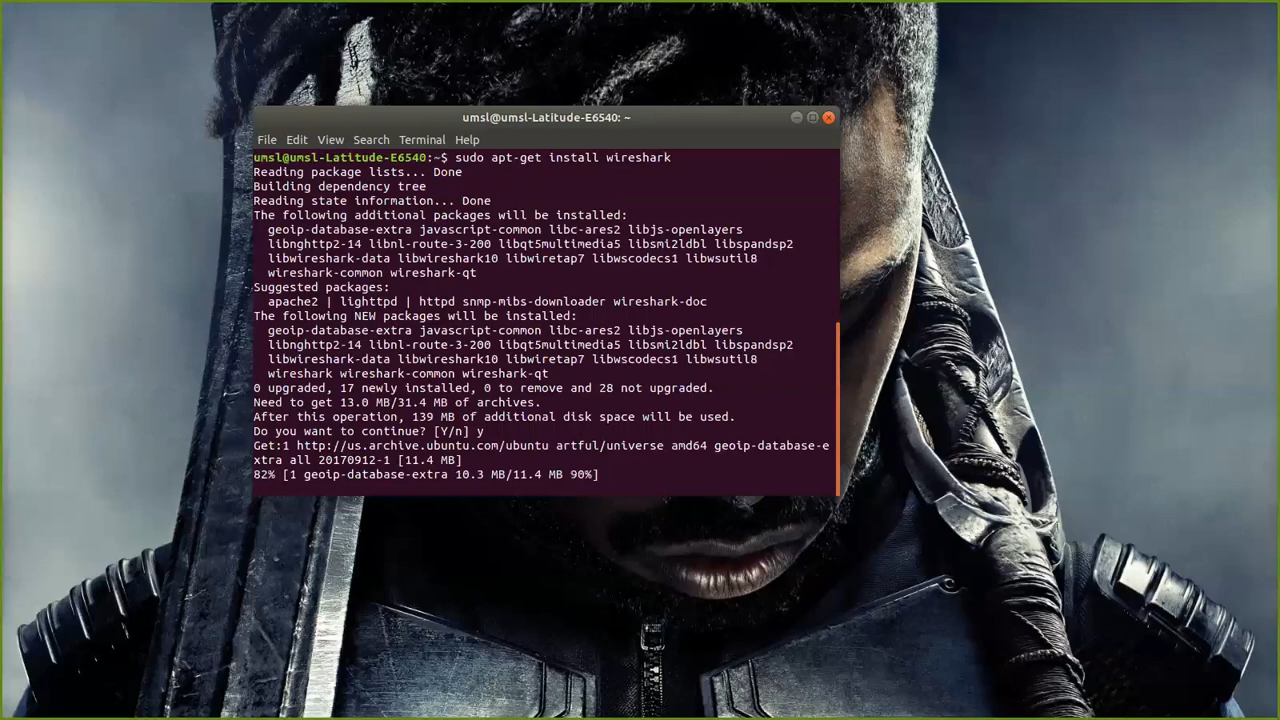 umsl@umsl-Latitude-E6540: ~
File Edit View Search Terminal Help
umsl@umsl-Latitude-E6540:~$ sudo apt-get install wireshark
Reading package lists... Done
Building dependency tree
Reading state information... Done
The following additional packages will be installed:
  geoip-database-extra javascript-common libc-ares2 libjs-openlayers
  libnghttp2-14 libnl-route-3-200 libqt5multimedia5 libsmi2ldbl libspandsp2
  libwireshark-data libwireshark10 libwiretap7 libwscodecs1 libwsutil8
  wireshark-common wireshark-qt
Suggested packages:
  apache2 | lighttpd | httpd snmp-mibs-downloader wireshark-doc
The following NEW packages will be installed:
  geoip-database-extra javascript-common libc-ares2 libjs-openlayers
  libnghttp2-14 libnl-route-3-200 libqt5multimedia5 libsmi2ldbl libspandsp2
  libwireshark-data libwireshark10 libwiretap7 libwscodecs1 libwsutil8
  wireshark wireshark-common wireshark-qt
0 upgraded, 17 newly installed, 0 to remove and 28 not upgraded.
Need to get 13.0 MB/31.4 MB of archives.
After this operation, 139 MB of additional disk space will be used.
Do you want to continue? [Y/n] y
Get:1 http://us.archive.ubuntu.com/ubuntu artful/universe amd64 geoip-database-e
xtra all 20170912-1 [11.4 MB]
82% [1 geoip-database-extra 10.3 MB/11.4 MB 90%]